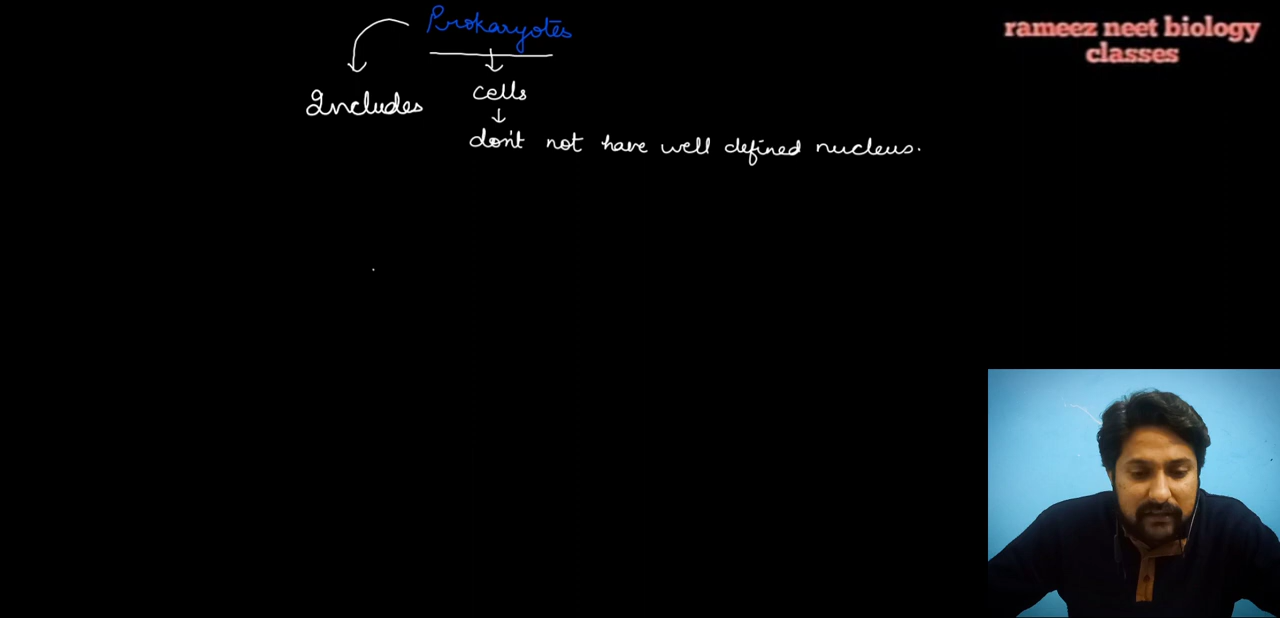 Prokaryotes
rameez neet biology
classes
Includes
cells
don't not have well defined nucleus.